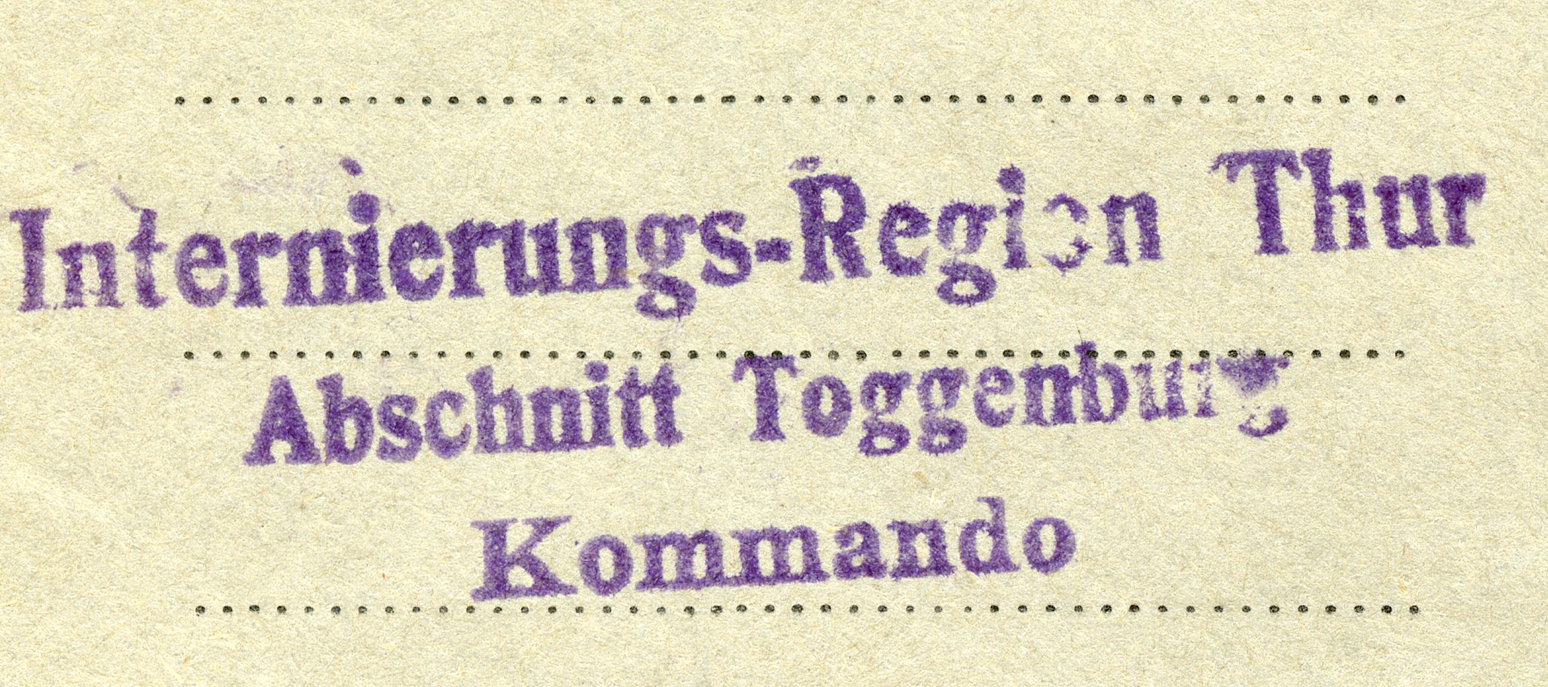 Internierungs-Region Thur
Abschnitt Toggenburg
Kommando